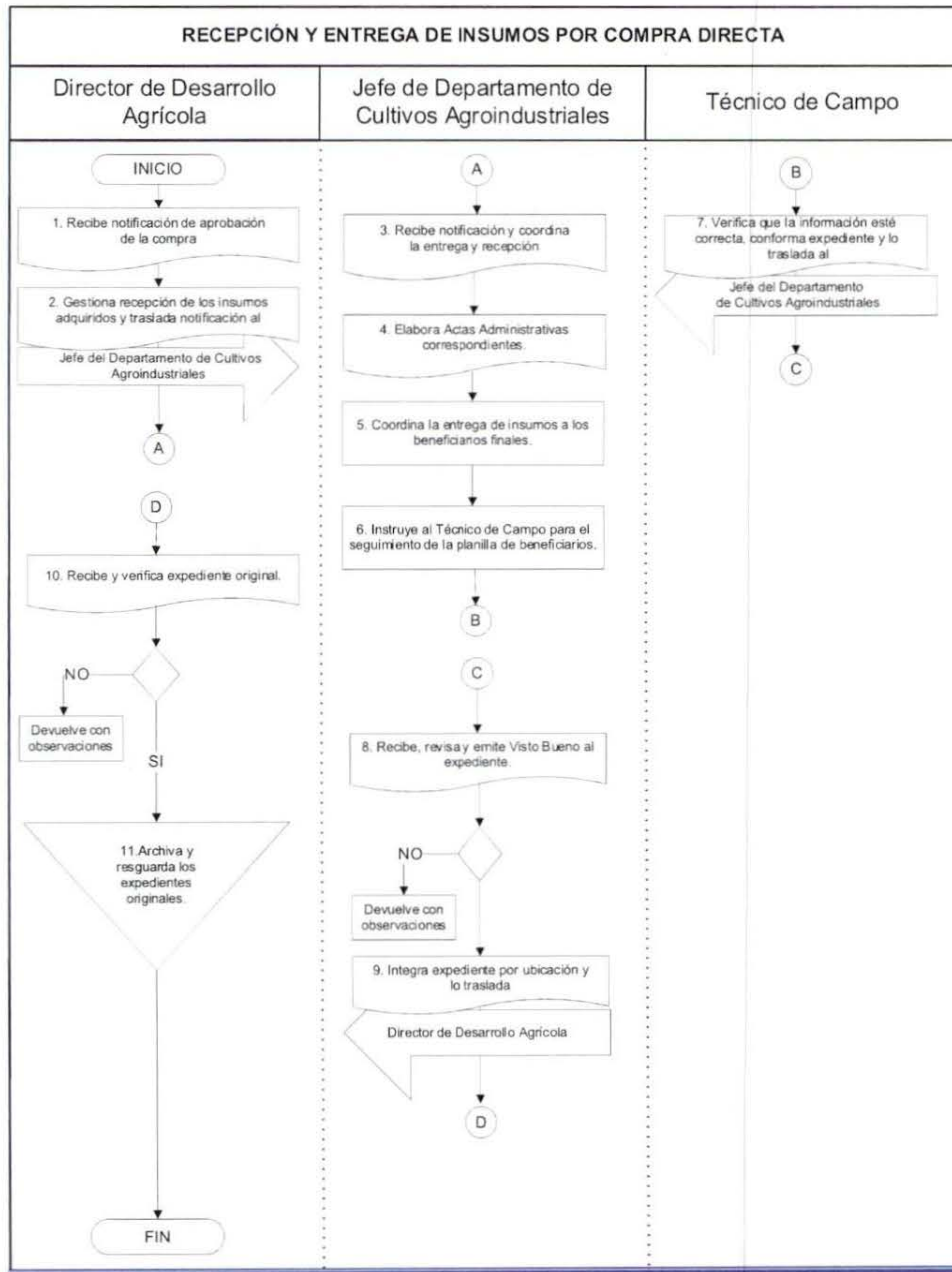 RECEPCIÓN Y ENTREGA DE INSUMOS POR COMPRA DIRECTA
Director de Desarrollo
Agrícola
Jefe de Departamento de
Cultivos Agroindustriales
Técnico de Campo
INICIO
1. Recibe notificación de aprobación
de la compra
2. Gestiona recepción de los insumos
adquiridos y traslada notificación al
Jefe del Departamento de Cultivos
Agroindustriales
A
D
10. Recibe y verifica expediente original.
NO
Devuelve con
observaciones
SI
11.Archiva y
resguarda los
expedientes
originales.
FIN
A
3. Recibe notificación y coordina
la entrega y recepción
4. Elabora Actas Administrativas
correspondientes.
5. Coordina la entrega de insumos a los
beneficiarios finales.
6. Instruye al Técnico de Campo para el
seguimiento de la planilla de beneficiarios.
B
C
8. Recibe, revisa y emite Visto Bueno al
expediente.
NO
Devuelve con
observaciones
9. Integra expediente por ubicación y
lo traslada
Director de Desarrollo Agrícola
D
B
7. Verifica que la información esté
correcta, conforma expediente y lo
traslada al
Jefe del Departamento
de Cultivos Agroindustriales
C